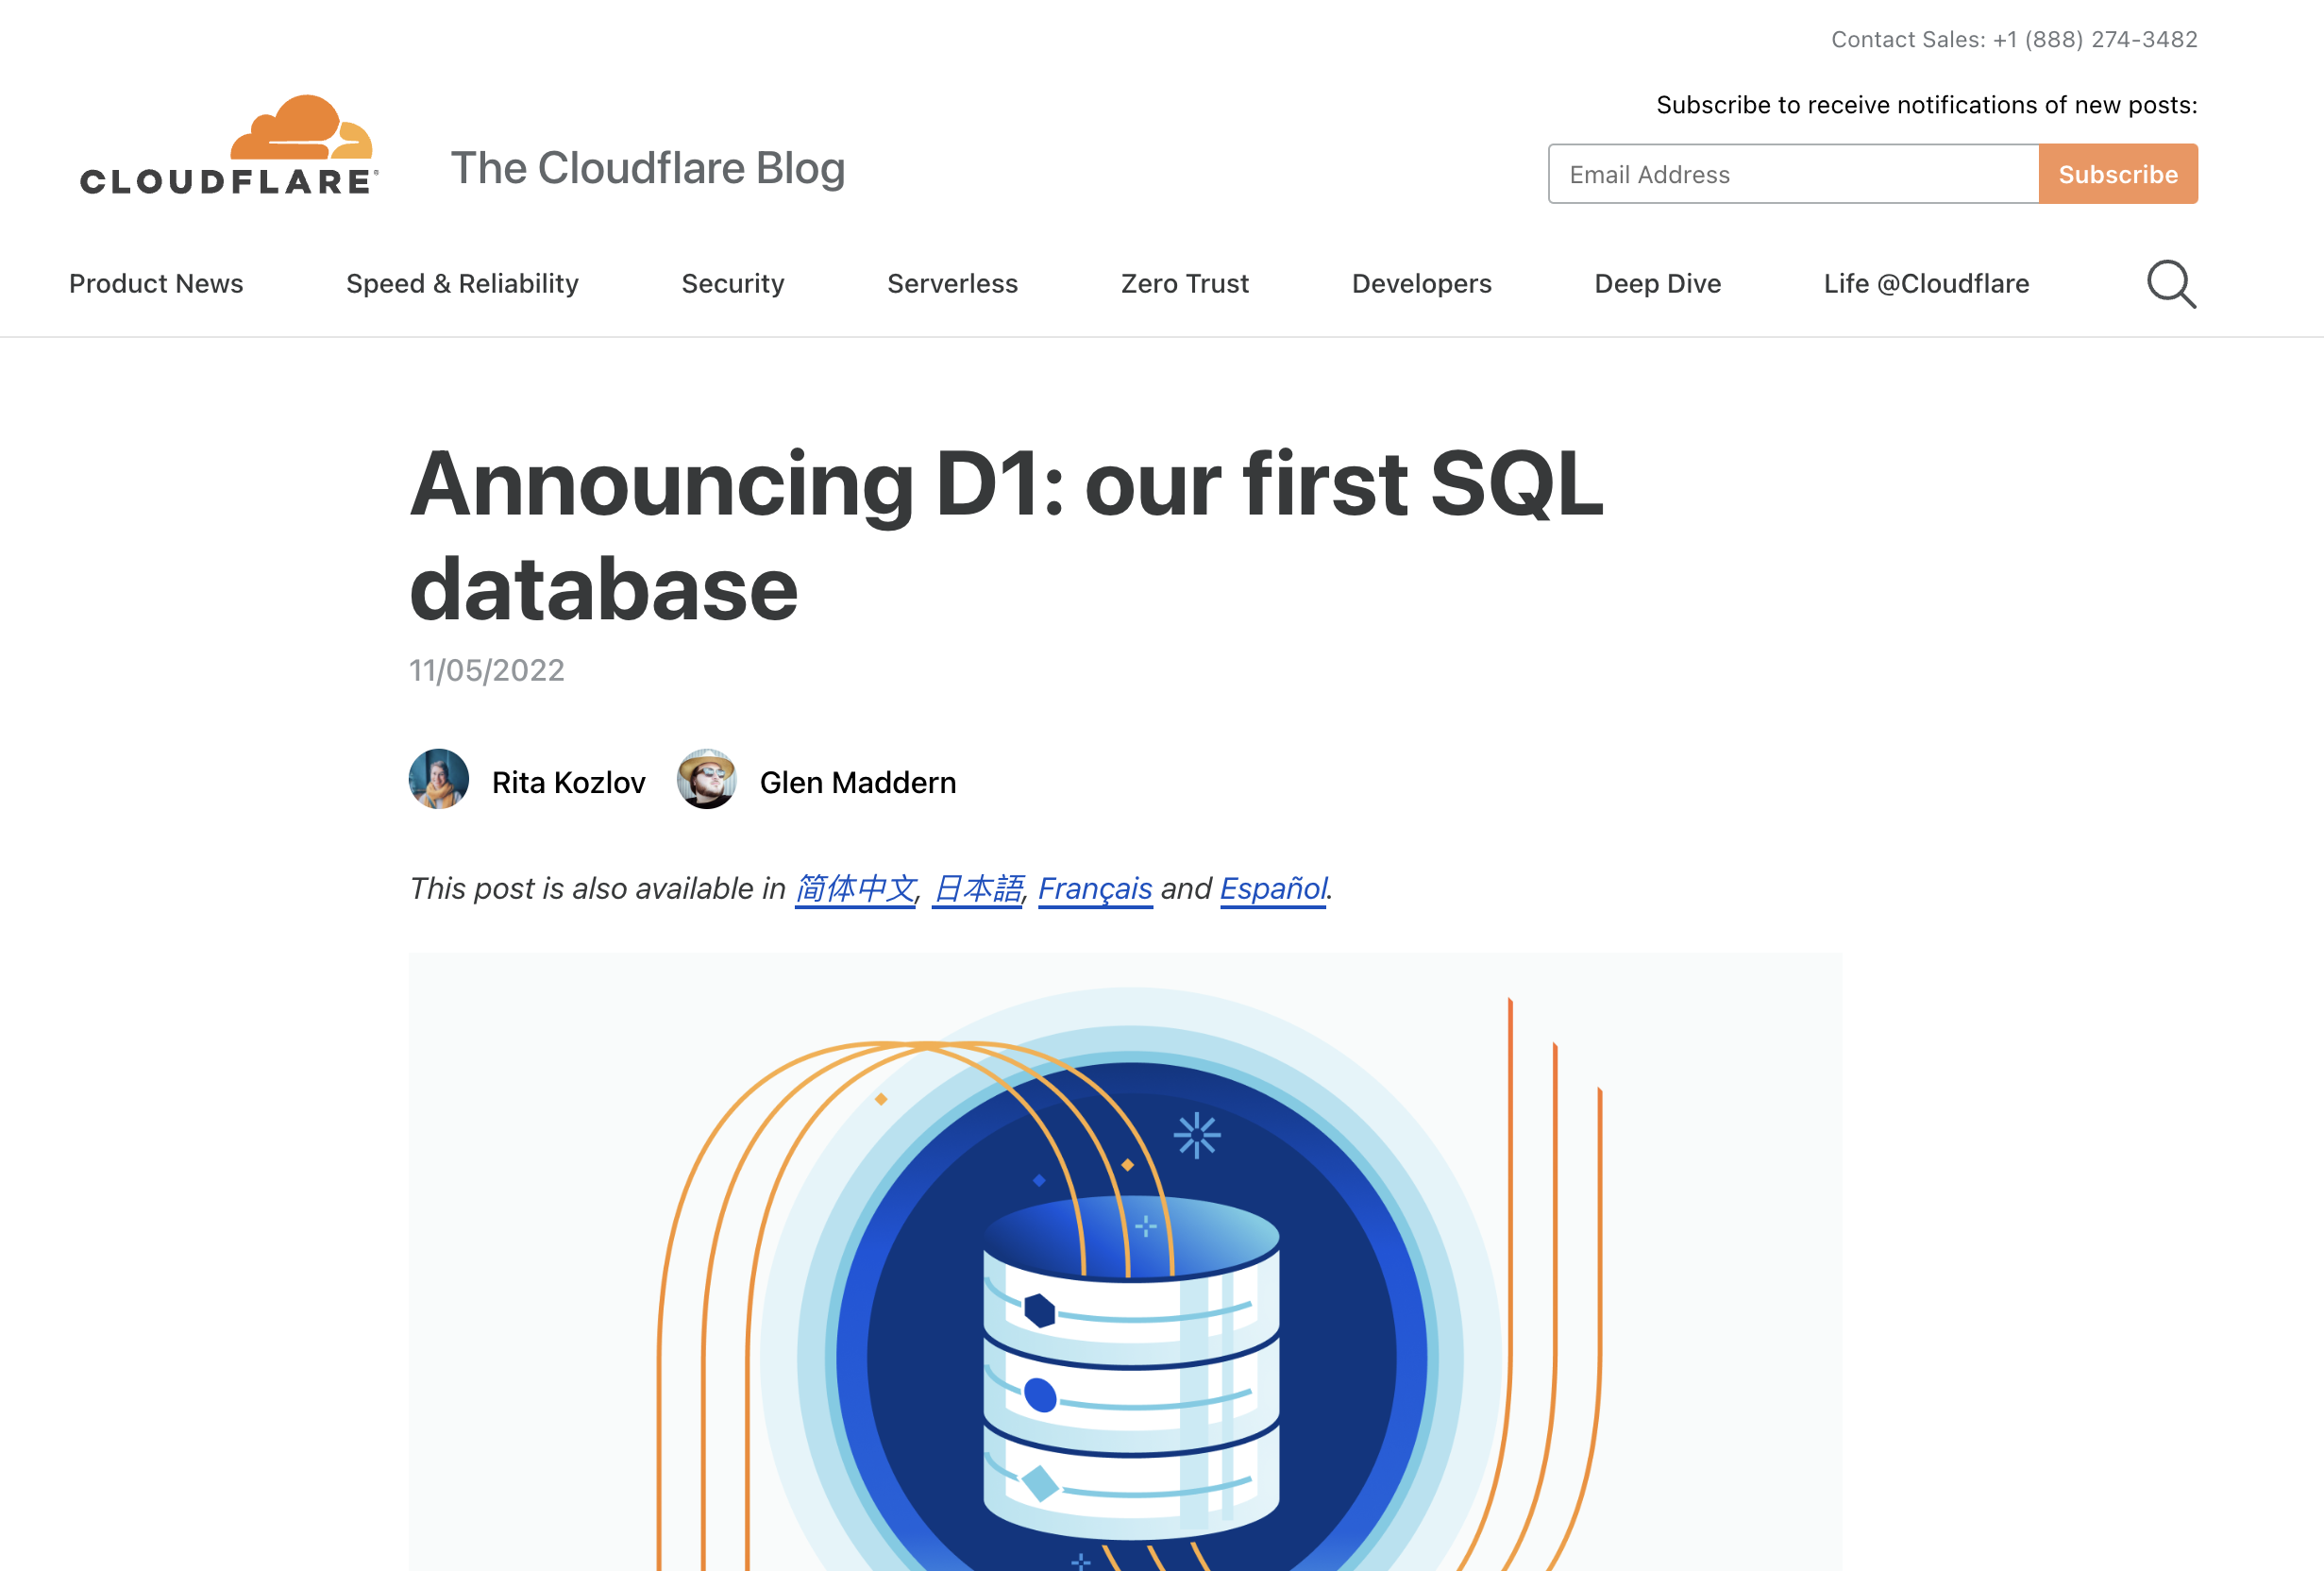 Contact Sales: +1 (888) 274-3482
Subscribe to receive notifications of new posts:
CLOUDFLARE®
The Cloudflare Blog
Email Address
Subscribe
Product News
Speed & Reliability
Security
Serverless
Zero Trust
Developers
Deep Dive
Life @Cloudflare
Announcing D1: our first SQL
database
11/05/2022
Rita Kozlov
Glen Maddern
This post is also available in 简体中文, 日本語, Français and Español.